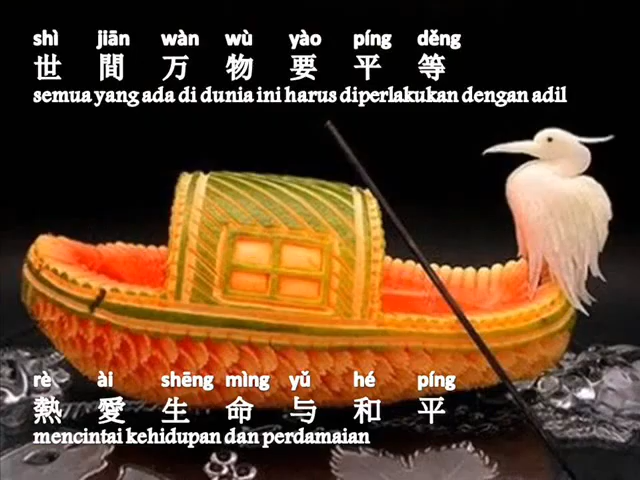 shì jiān wàn wù yào píng děng
世 間 万 物 要 平 等
semua yang ada di dunia ini harus diperlakukan dengan adil
rè ài shēng mìng yǔ hé píng
熱 愛 生 命 与 和 平
mencintai kehidupan dan perdamaian